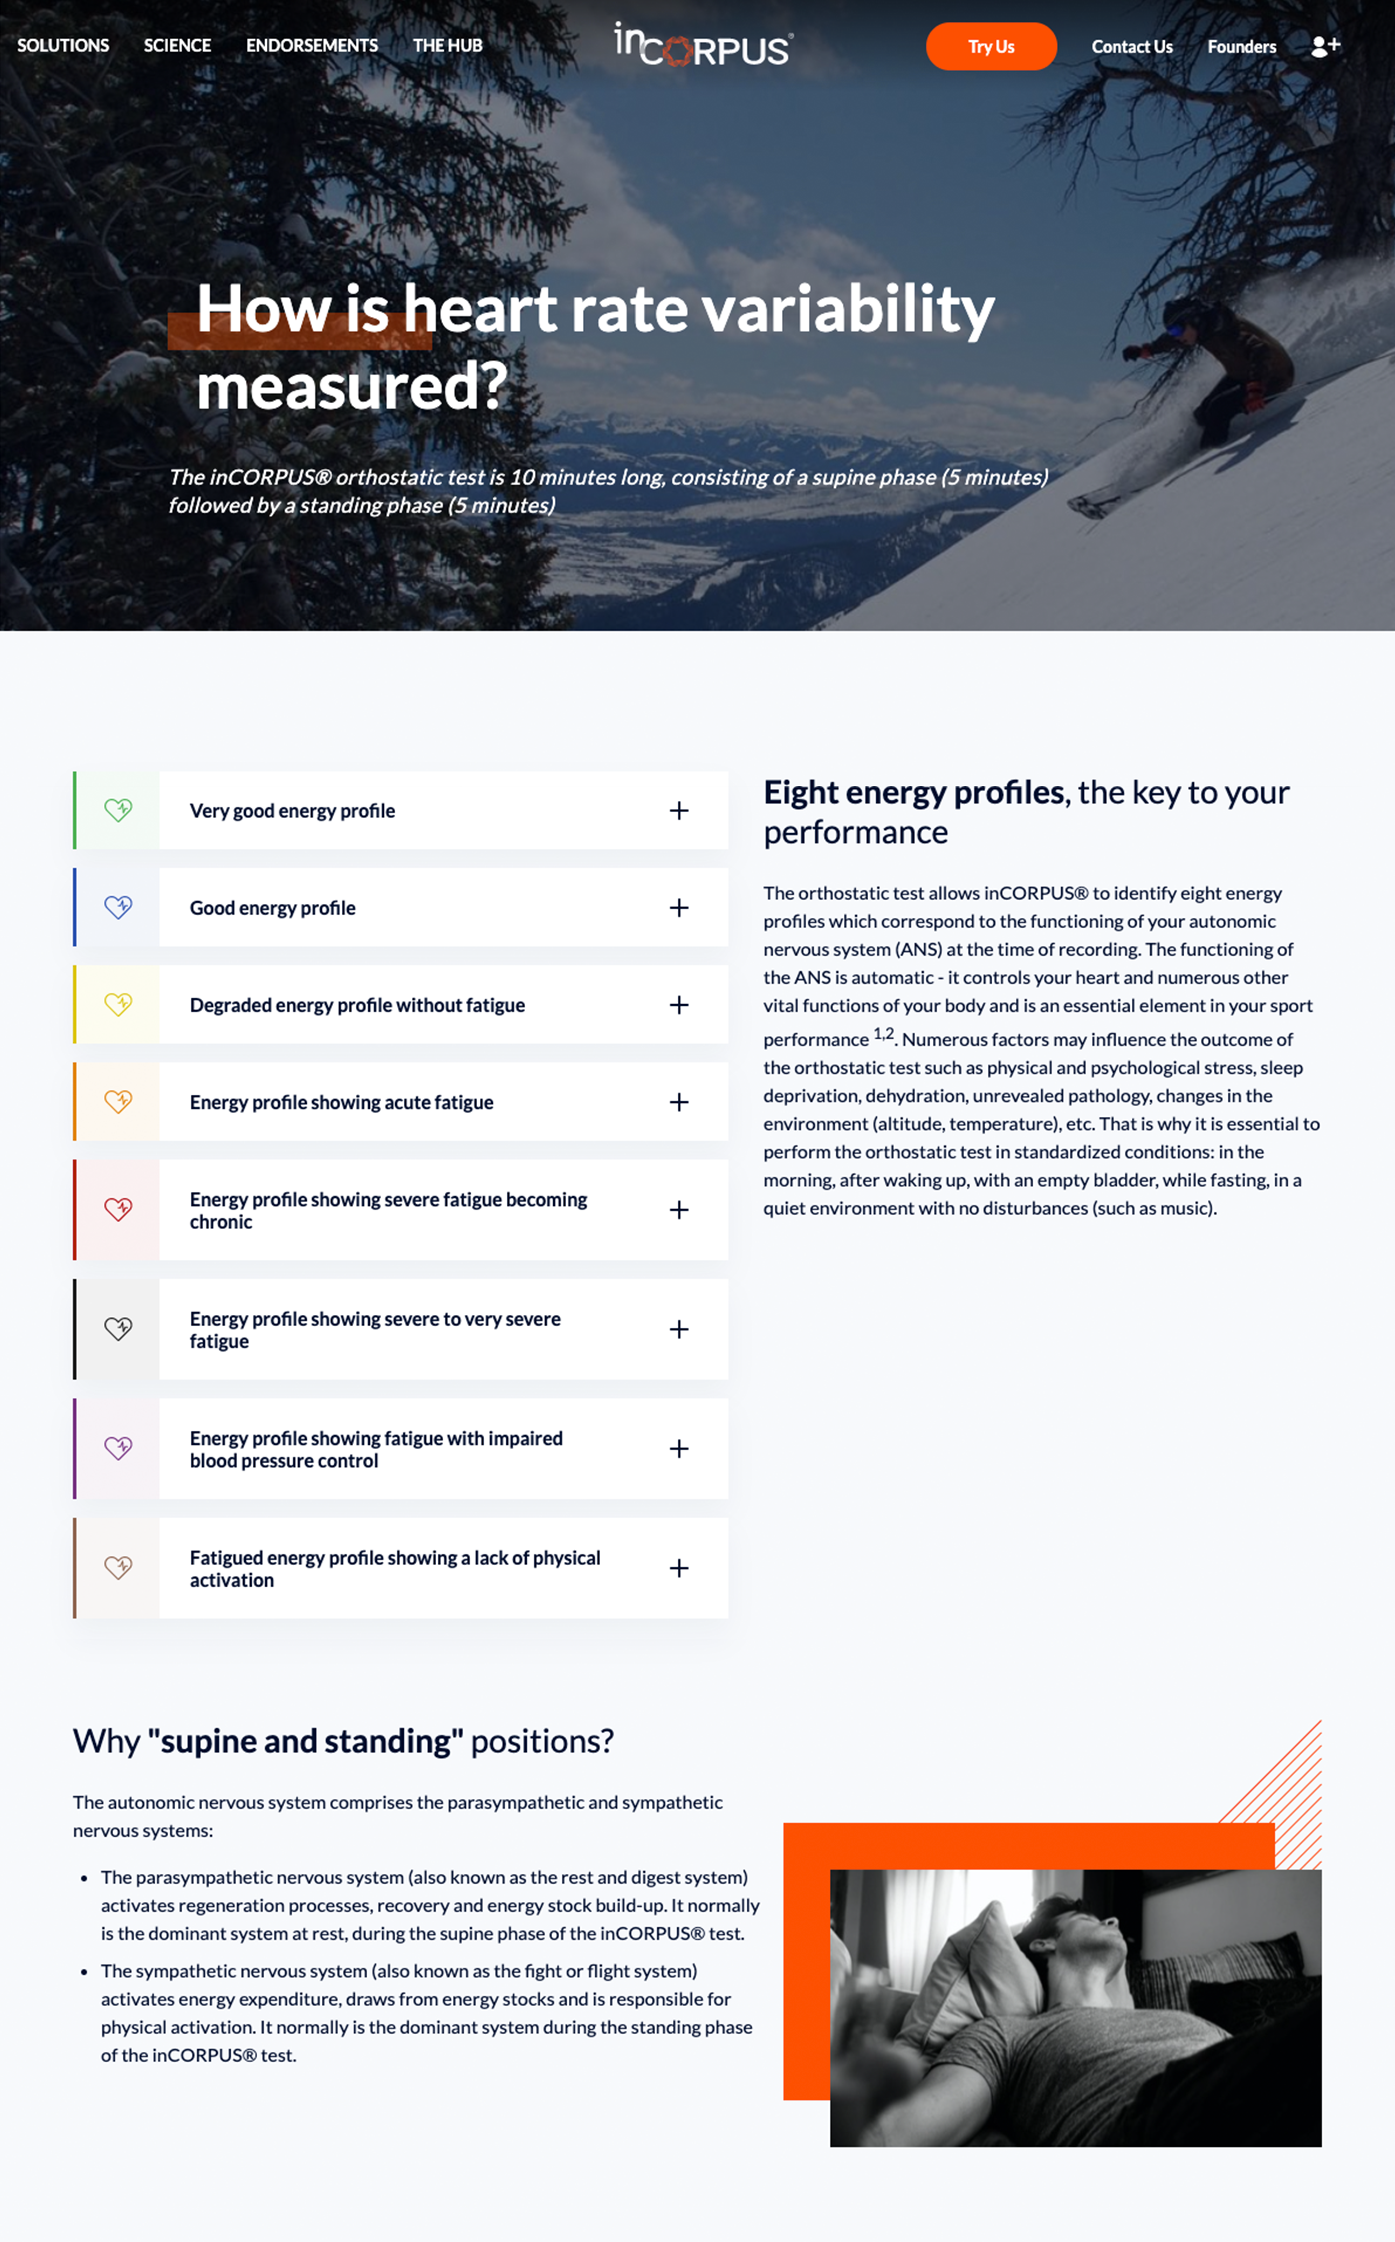 SOLUTIONS SCIENCE ENDORSEMENTS THE HUB inCORPUS® Try Us Contact Us Founders
How is heart rate variability
measured?
The inCORPUS® orthostatic test is 10 minutes long, consisting of a supine phase (5 minutes)
followed by a standing phase (5 minutes)
Very good energy profile
Good energy profile
Degraded energy profile without fatigue
Energy profile showing acute fatigue
Energy profile showing severe fatigue becoming
chronic
Energy profile showing severe to very severe
fatigue
Energy profile showing fatigue with impaired
blood pressure control
Fatigued energy profile showing a lack of physical
activation
Eight energy profiles, the key to your
performance
The orthostatic test allows inCORPUS® to identify eight energy
profiles which correspond to the functioning of your autonomic
nervous system (ANS) at the time of recording. The functioning of
the ANS is automatic - it controls your heart and numerous other
vital functions of your body and is an essential element in your sport
performance 1,2. Numerous factors may influence the outcome of
the orthostatic test such as physical and psychological stress, sleep
deprivation, dehydration, unrevealed pathology, changes in the
environment (altitude, temperature), etc. That is why it is essential to
perform the orthostatic test in standardized conditions: in the
morning, after waking up, with an empty bladder, while fasting, in a
quiet environment with no disturbances (such as music).
Why "supine and standing" positions?
The autonomic nervous system comprises the parasympathetic and sympathetic
nervous systems:
• The parasympathetic nervous system (also known as the rest and digest system)
activates regeneration processes, recovery and energy stock build-up. It normally
is the dominant system at rest, during the supine phase of the inCORPUS® test.
• The sympathetic nervous system (also known as the fight or flight system)
activates energy expenditure, draws from energy stocks and is responsible for
physical activation. It normally is the dominant system during the standing phase
of the inCORPUS® test.